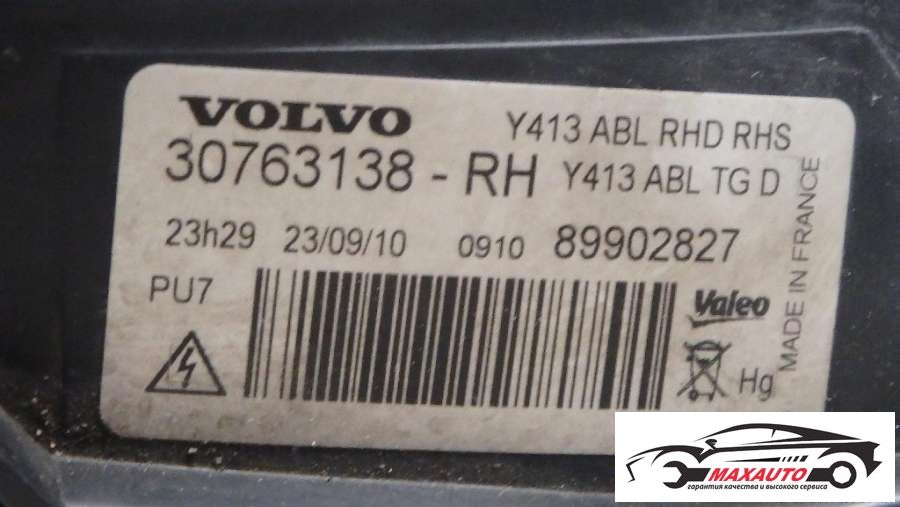 VOLVO
Y413 ABL RHD RHS
30763138 - RH
Y413 ABL TG D
23h29 23/09/10 0910 89902827
PU7
Valeo
Hg
MADE IN FRANCE
MAXAUTO
гарантия качества и высокого сервиса